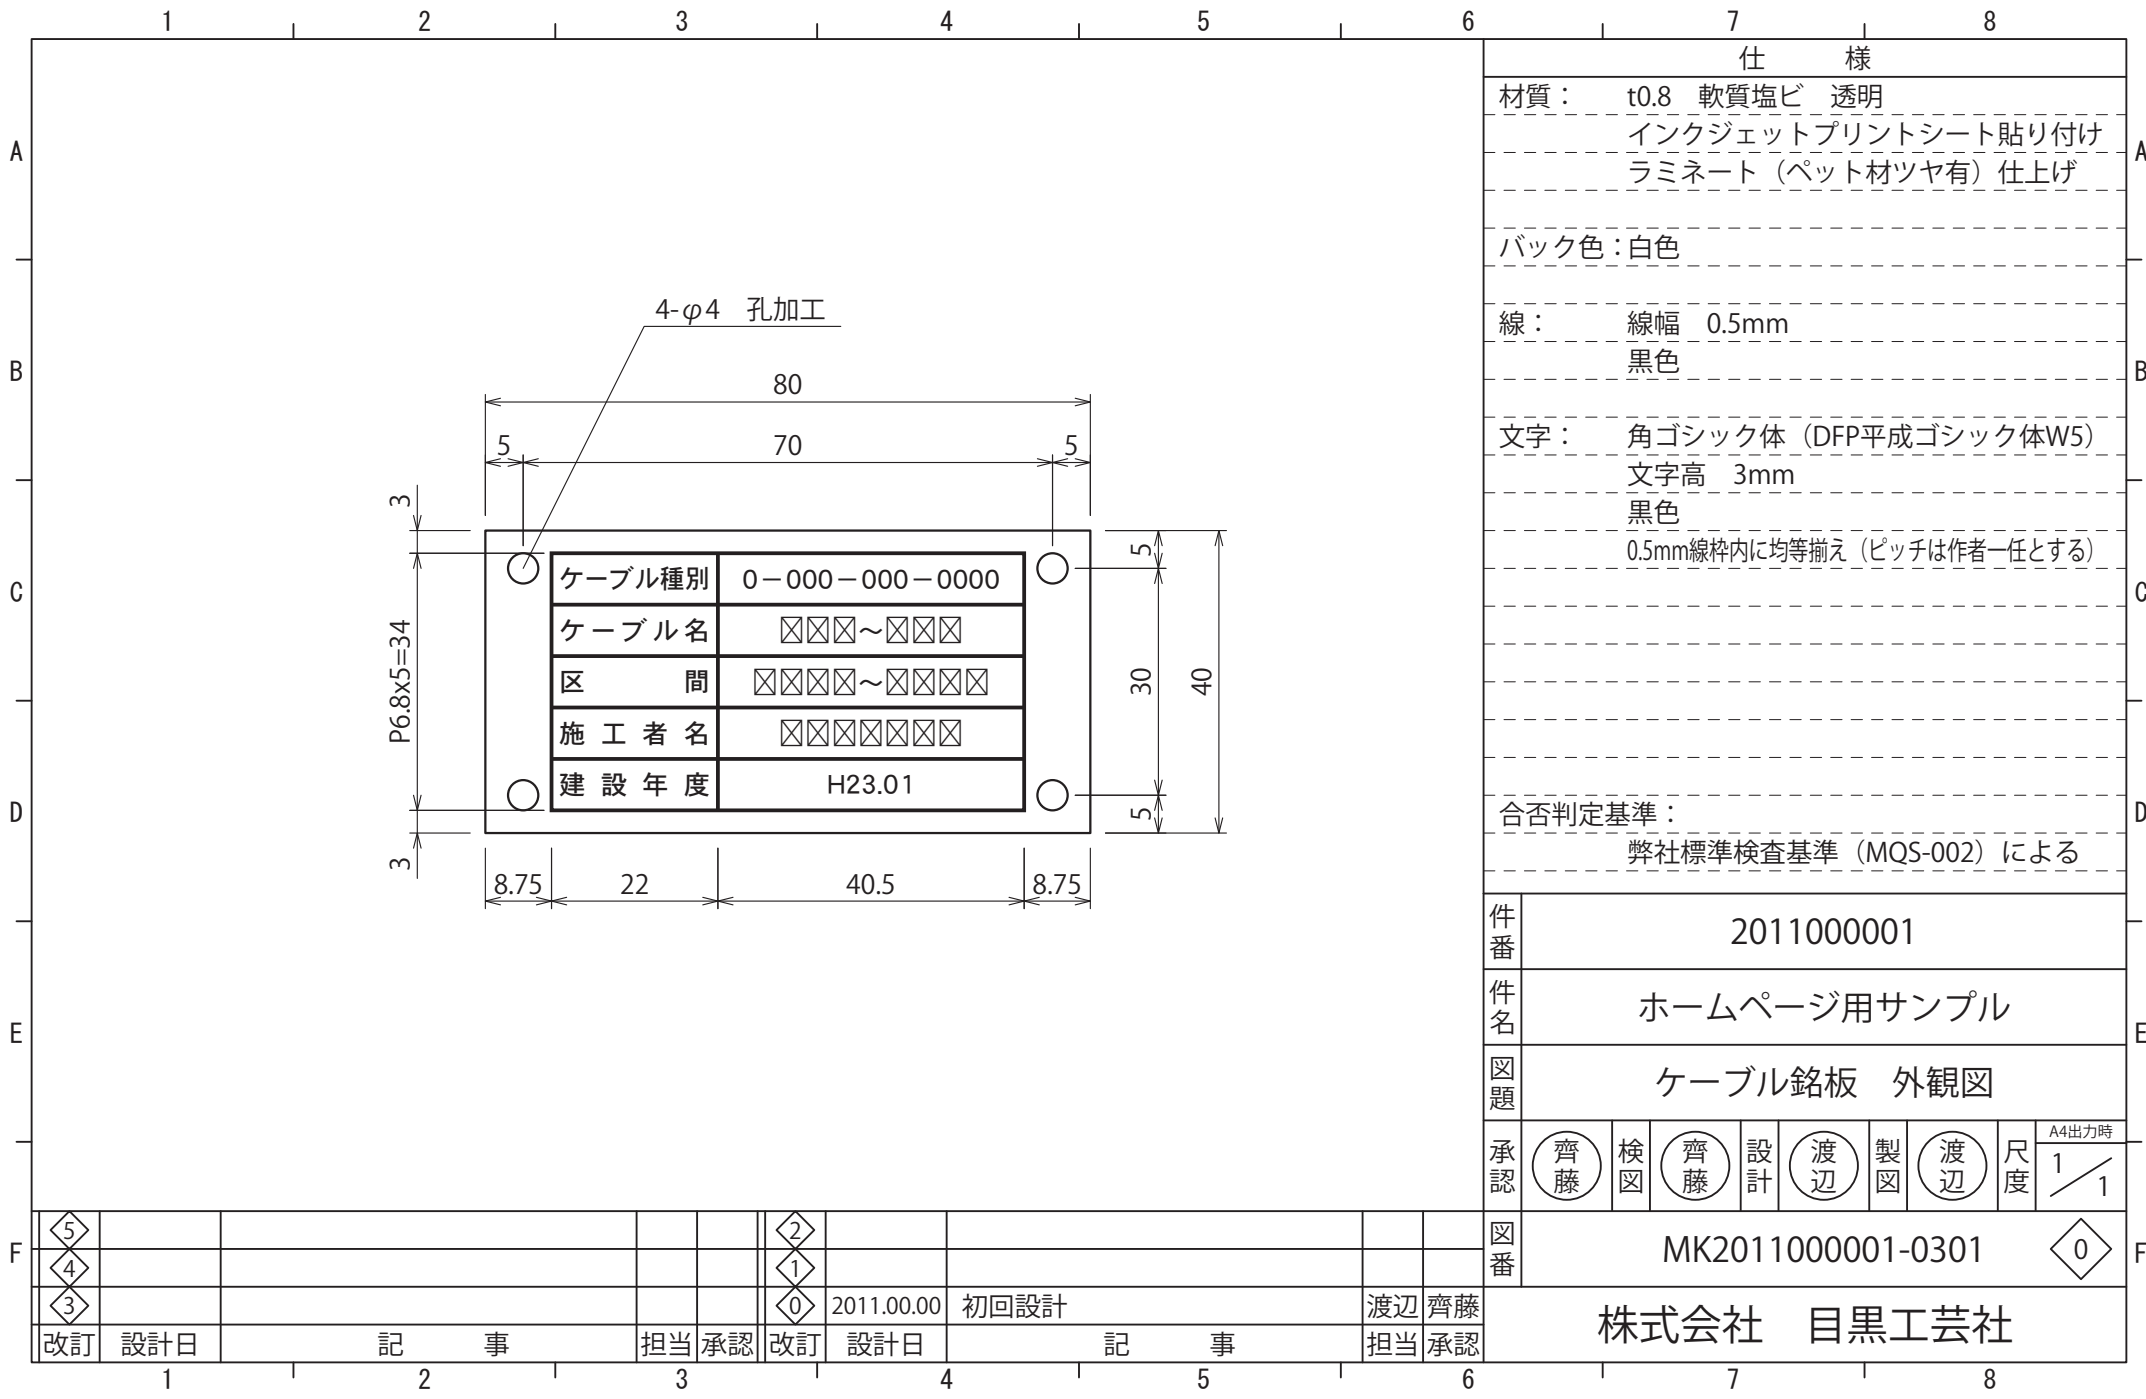 1 2 3 4 5 6 7 8
仕 様
材質： t0.8 軟質塩ビ 透明
インクジェットプリントシート貼り付け
ラミネート（ペット材ツヤ有）仕上げ
バック色：白色
線： 線幅 0.5mm
黒色
文字： 角ゴシック体（DFP平成ゴシック体W5）
文字高 3mm
黒色
0.5mm線枠内に均等揃え（ピッチは作者一任とする）
合否判定基準：
弊社標準検査基準（MQS-002）による
A A
B B
C C
D D
E E
F F
4-φ4 孔加工
80
5 70 5
3
P6.8x5=34
3
5
30
5
40
ケーブル種別 0－000－000－0000
ケーブル名 ☒☒☒～☒☒☒
区 間 ☒☒☒☒～☒☒☒☒
施工者名 ☒☒☒☒☒☒☒
建設年度 H23.01
8.75 22 40.5 8.75
件番 2011000001
件名 ホームページ用サンプル
図題 ケーブル銘板 外観図
承認 齊藤 検図 齊藤 設計 渡辺 製図 渡辺 尺度 A4出力時 1/1
図番 MK2011000001-0301 0
株式会社 目黒工芸社
5 2
4 1
3 0 2011.00.00 初回設計 渡辺 齊藤
改訂 設計日 記 事 担当 承認 改訂 設計日 記 事 担当 承認
1 2 3 4 5 6 7 8